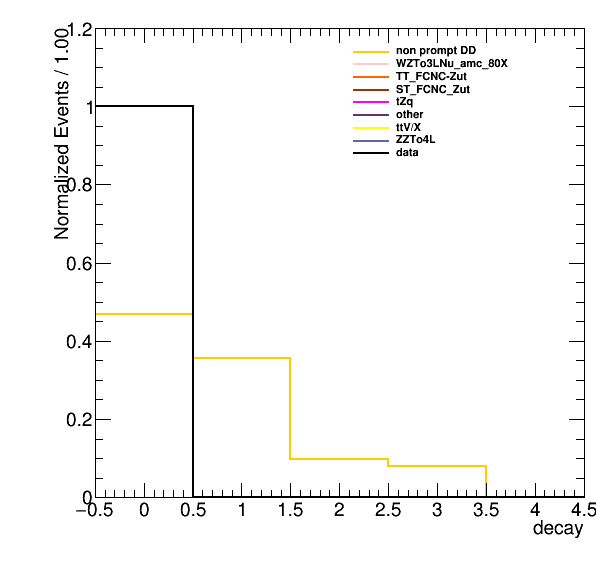 Normalized Events / 1.00
1.2
1
0.8
0.6
0.4
0.2
0
non prompt DD
WZTo3LNu_amc_80X
TT_FCNC-Zut
ST_FCNC_Zut
tZq
other
ttV/X
ZZTo4L
data
−0.5 0 0.5 1 1.5 2 2.5 3 3.5 4 4.5
decay